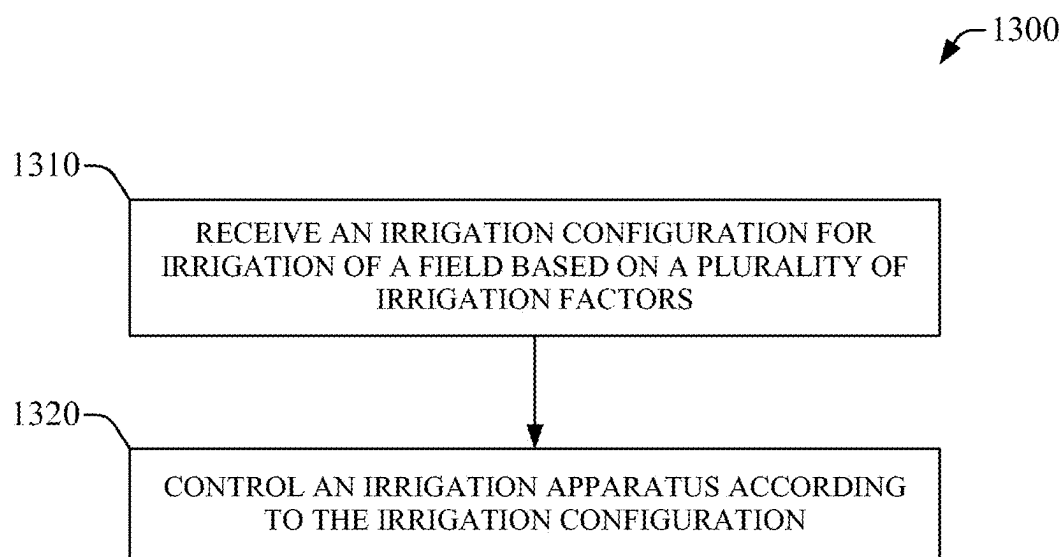 1300
1310
RECEIVE AN IRRIGATION CONFIGURATION FOR
IRRIGATION OF A FIELD BASED ON A PLURALITY OF
IRRIGATION FACTORS
1320
CONTROL AN IRRIGATION APPARATUS ACCORDING
TO THE IRRIGATION CONFIGURATION